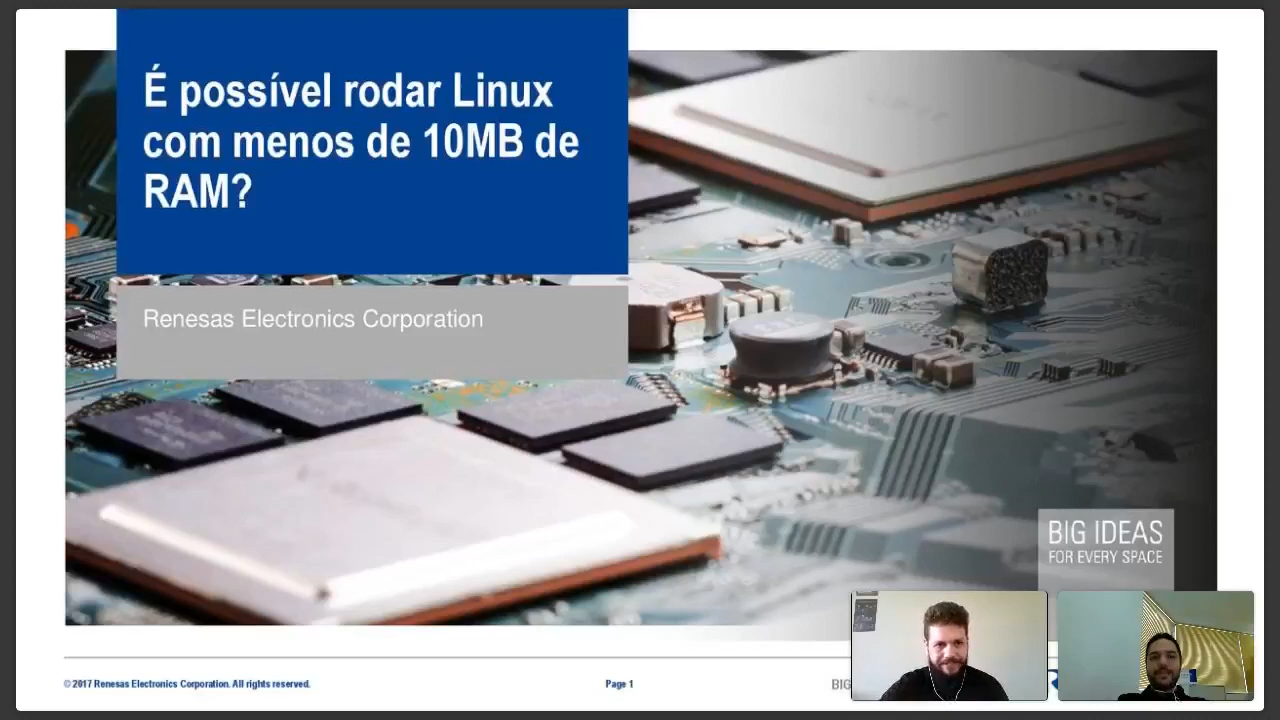 É possível rodar Linux
com menos de 10MB de
RAM?
Renesas Electronics Corporation
BIG IDEAS
FOR EVERY SPACE
© 2017 Renesas Electronics Corporation. All rights reserved.
Page 1
BIG